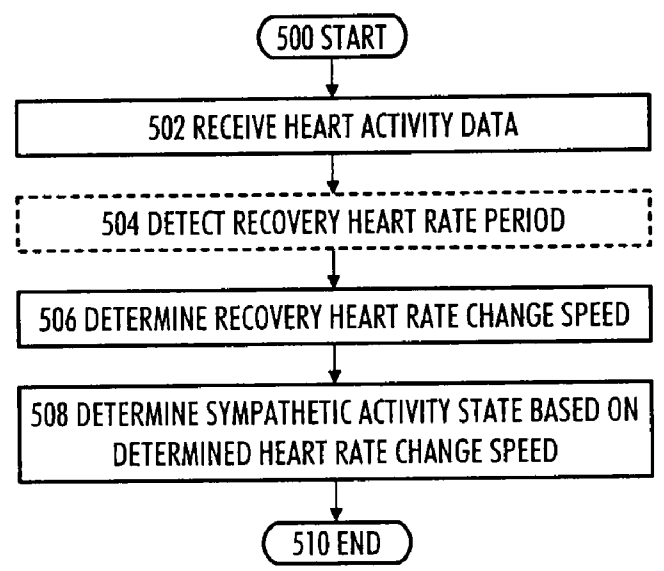 500 START
502 RECEIVE HEART ACTIVITY DATA
504 DETECT RECOVERY HEART RATE PERIOD
506 DETERMINE RECOVERY HEART RATE CHANGE SPEED
508 DETERMINE SYMPATHETIC ACTIVITY STATE BASED ON
DETERMINED HEART RATE CHANGE SPEED
510 END